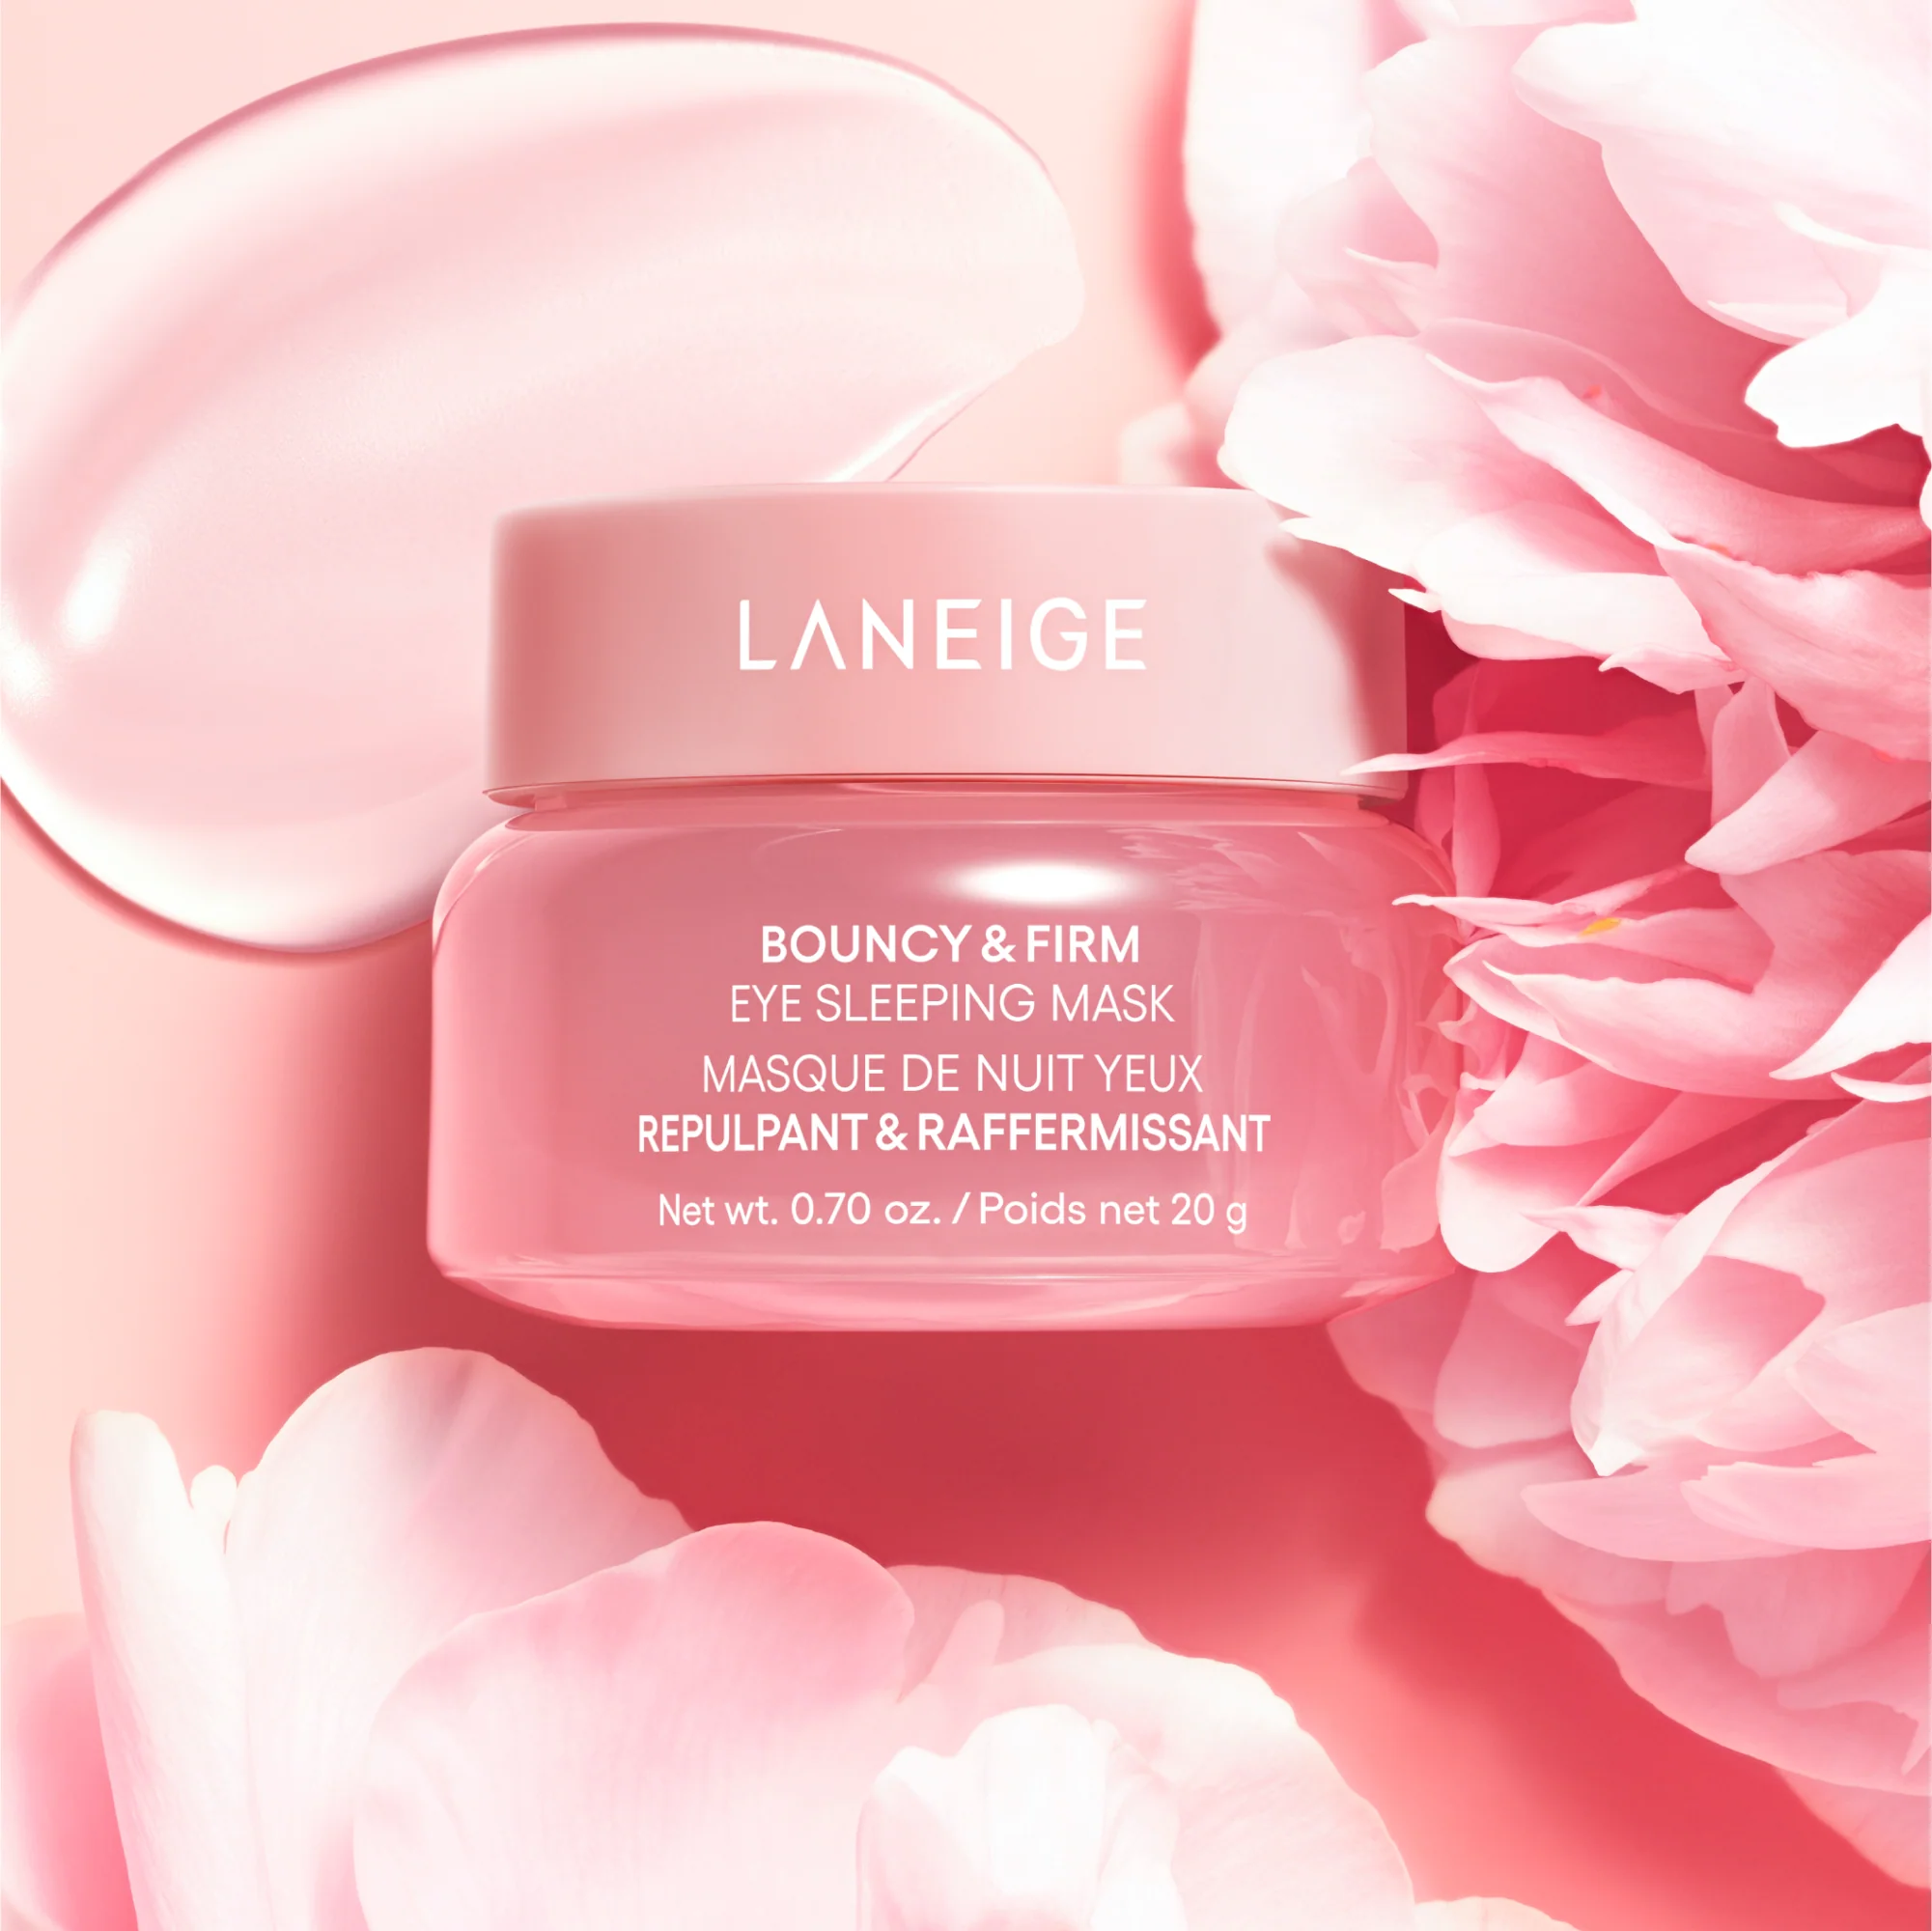 LANEIGE
BOUNCY & FIRM
EYE SLEEPING MASK
MASQUE DE NUIT YEUX
REPULPANT & RAFFERMISSANT
Net wt. 0.70 oz. / Poids net 20 g